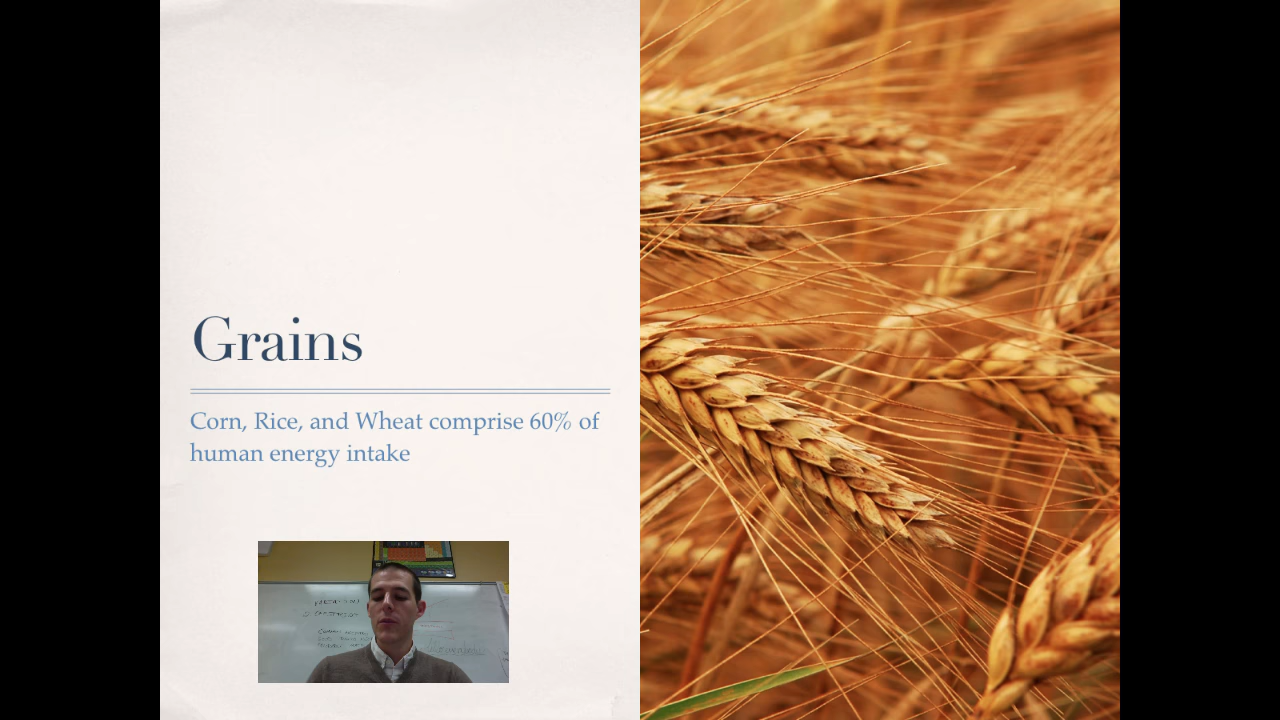 Grains
Corn, Rice, and Wheat comprise 60% of
human energy intake